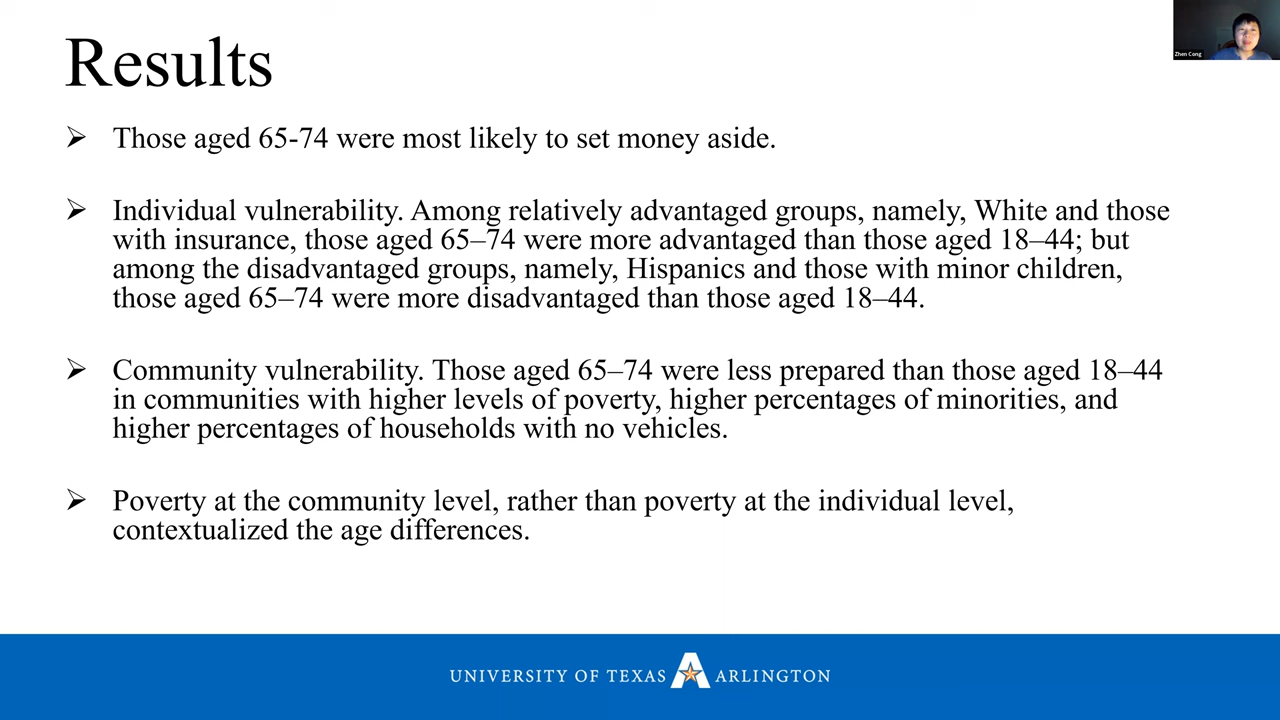 Results
Zhen Cong
➢ Those aged 65-74 were most likely to set money aside.
➢ Individual vulnerability. Among relatively advantaged groups, namely, White and those
with insurance, those aged 65–74 were more advantaged than those aged 18–44; but
among the disadvantaged groups, namely, Hispanics and those with minor children,
those aged 65–74 were more disadvantaged than those aged 18–44.
➢ Community vulnerability. Those aged 65–74 were less prepared than those aged 18–44
in communities with higher levels of poverty, higher percentages of minorities, and
higher percentages of households with no vehicles.
➢ Poverty at the community level, rather than poverty at the individual level,
contextualized the age differences.
UNIVERSITY OF TEXAS A ARLINGTON